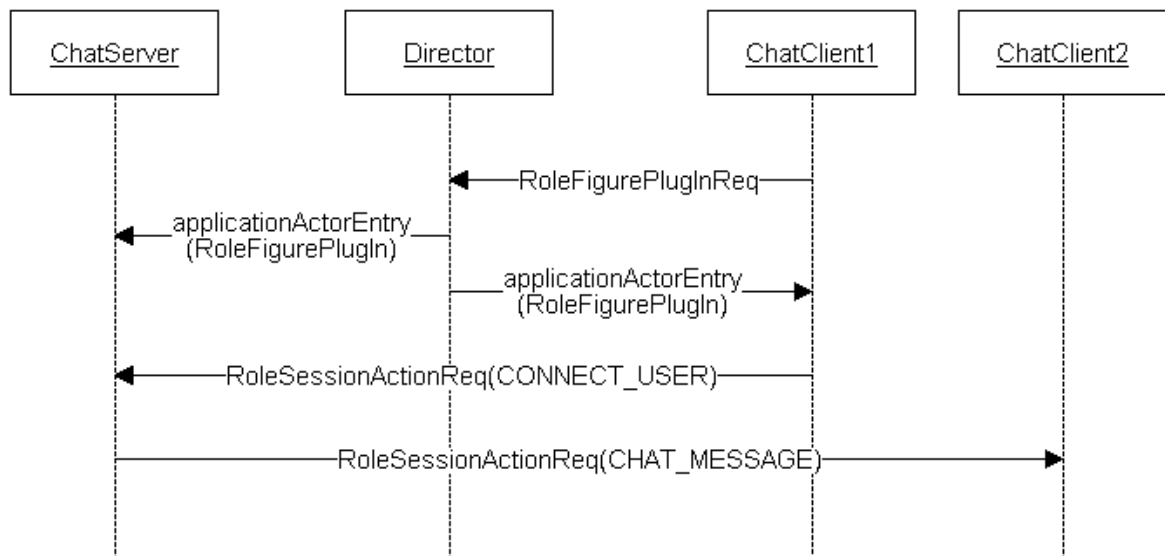 ChatServer
Director
ChatClient1
ChatClient2
RoleFigurePlugInReq
applicationActorEntry
(RoleFigurePlugIn)
applicationActorEntry
(RoleFigurePlugIn)
RoleSessionActionReq(CONNECT_USER)
RoleSessionActionReq(CHAT_MESSAGE)